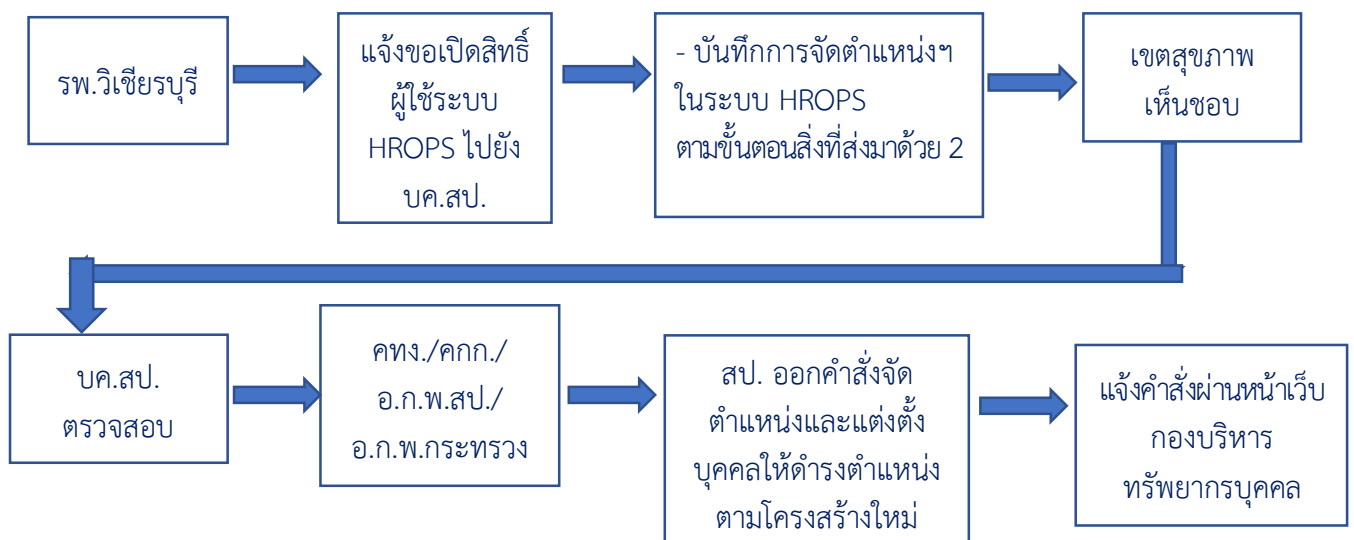 รพ.วิเชียรบุรี
แจ้งขอเปิดสิทธิ์
ผู้ใช้ระบบ
HROPS ไปยัง
บค.สป.
- บันทึกการจัดตำแหน่งฯ
ในระบบ HROPS
ตามขั้นตอนสิ่งที่ส่งมาด้วย 2
เขตสุขภาพ
เห็นชอบ
บค.สป.
ตรวจสอบ
คทง./คกก./
อ.ก.พ.สป./
อ.ก.พ.กระทรวง
สป. ออกคำสั่งจัด
ตำแหน่งและแต่งตั้ง
บุคคลให้ดำรงตำแหน่ง
ตามโครงสร้างใหม่
แจ้งคำสั่งผ่านหน้าเว็บ
กองบริหาร
ทรัพยากรบุคคล